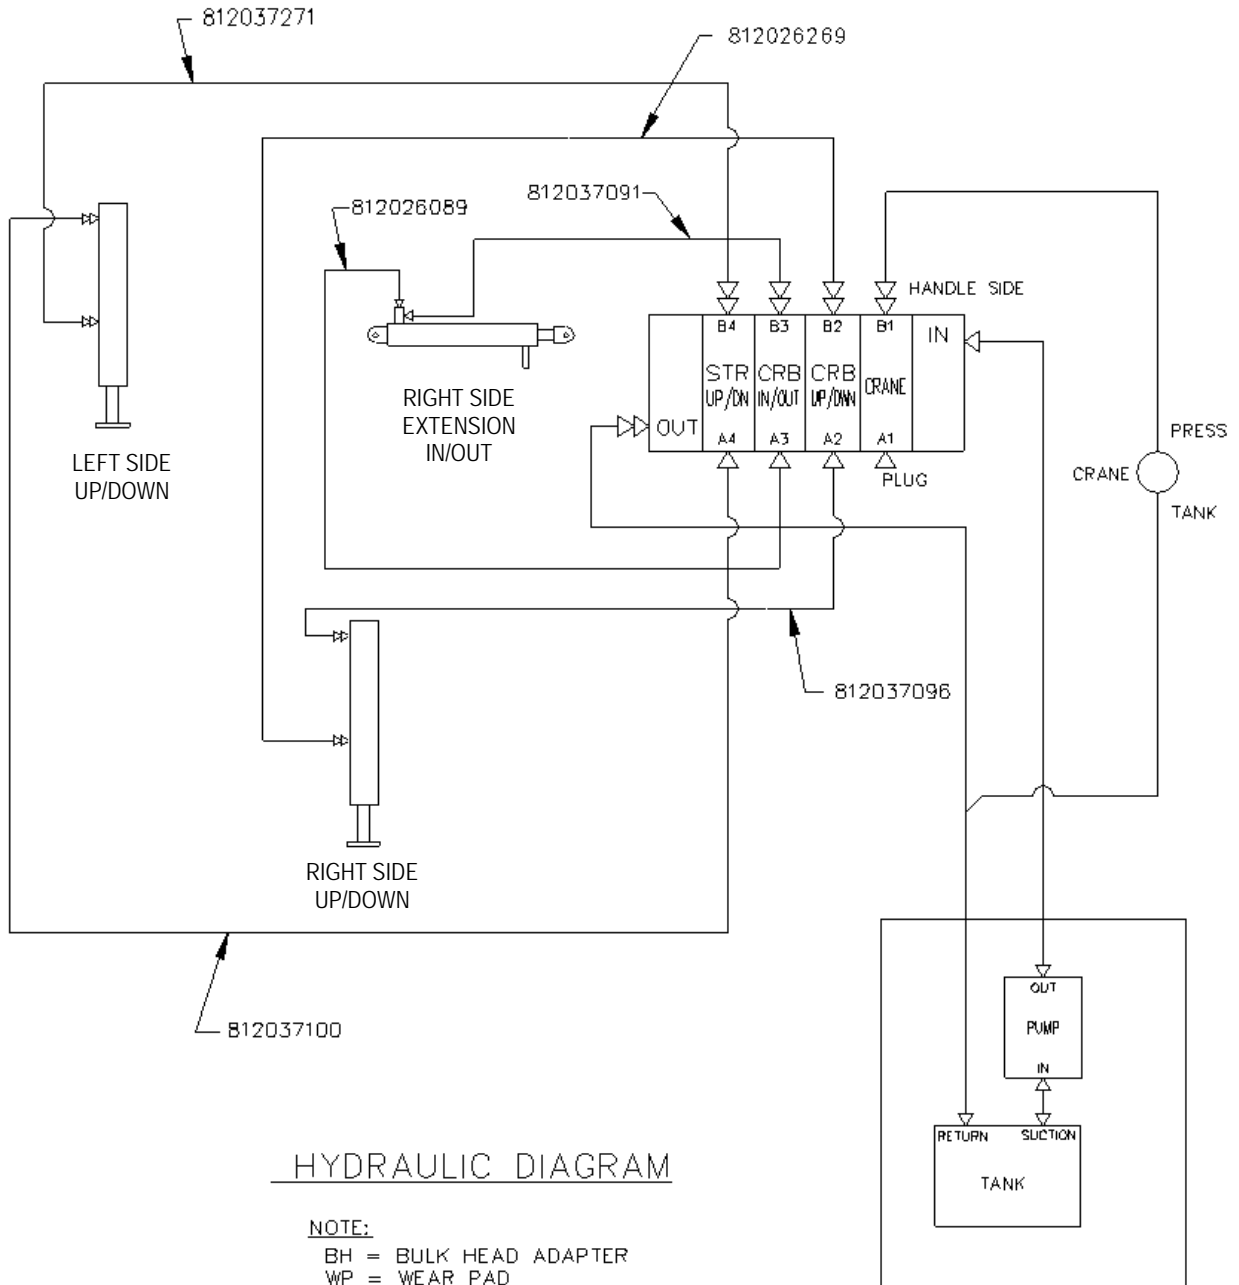 812037271
812026269
812037091
812026089
HANDLE SIDE
B4 B3 B2 B1
IN
STR
UP/DN
CRB
IN/OUT
CRB
UP/DWN
CRANE
OUT
A4 A3 A2 A1
PLUG
RIGHT SIDE
EXTENSION
IN/OUT
LEFT SIDE
UP/DOWN
PRESS
CRANE
TANK
812037096
RIGHT SIDE
UP/DOWN
812037100
OUT
PUMP
IN
RETURN SUCTION
TANK
HYDRAULIC DIAGRAM
NOTE:
BH = BULK HEAD ADAPTER
WP = WEAR PAD